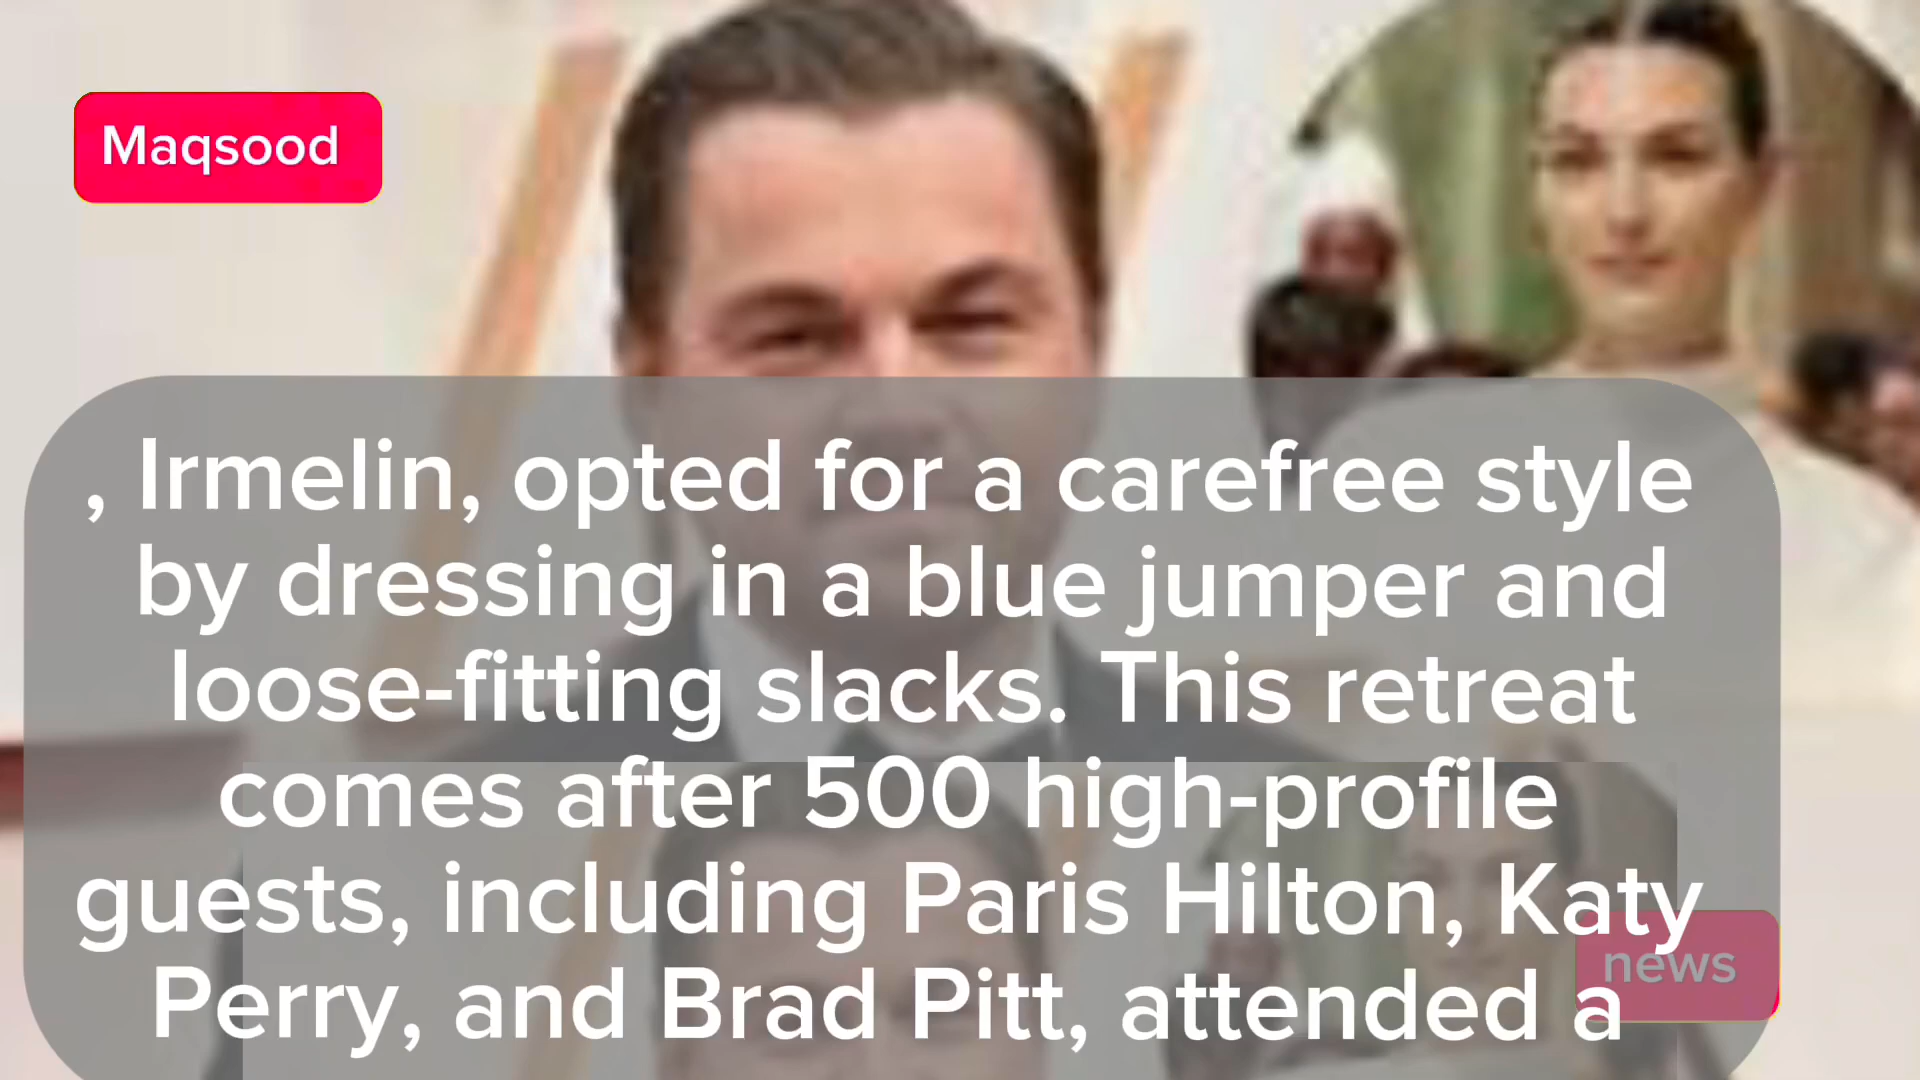 Maqsood
, Irmelin, opted for a carefree style
by dressing in a blue jumper and
loose-fitting slacks. This retreat
comes after 500 high-profile
guests, including Paris Hilton, Katy
Perry, and Brad Pitt, attended a
news